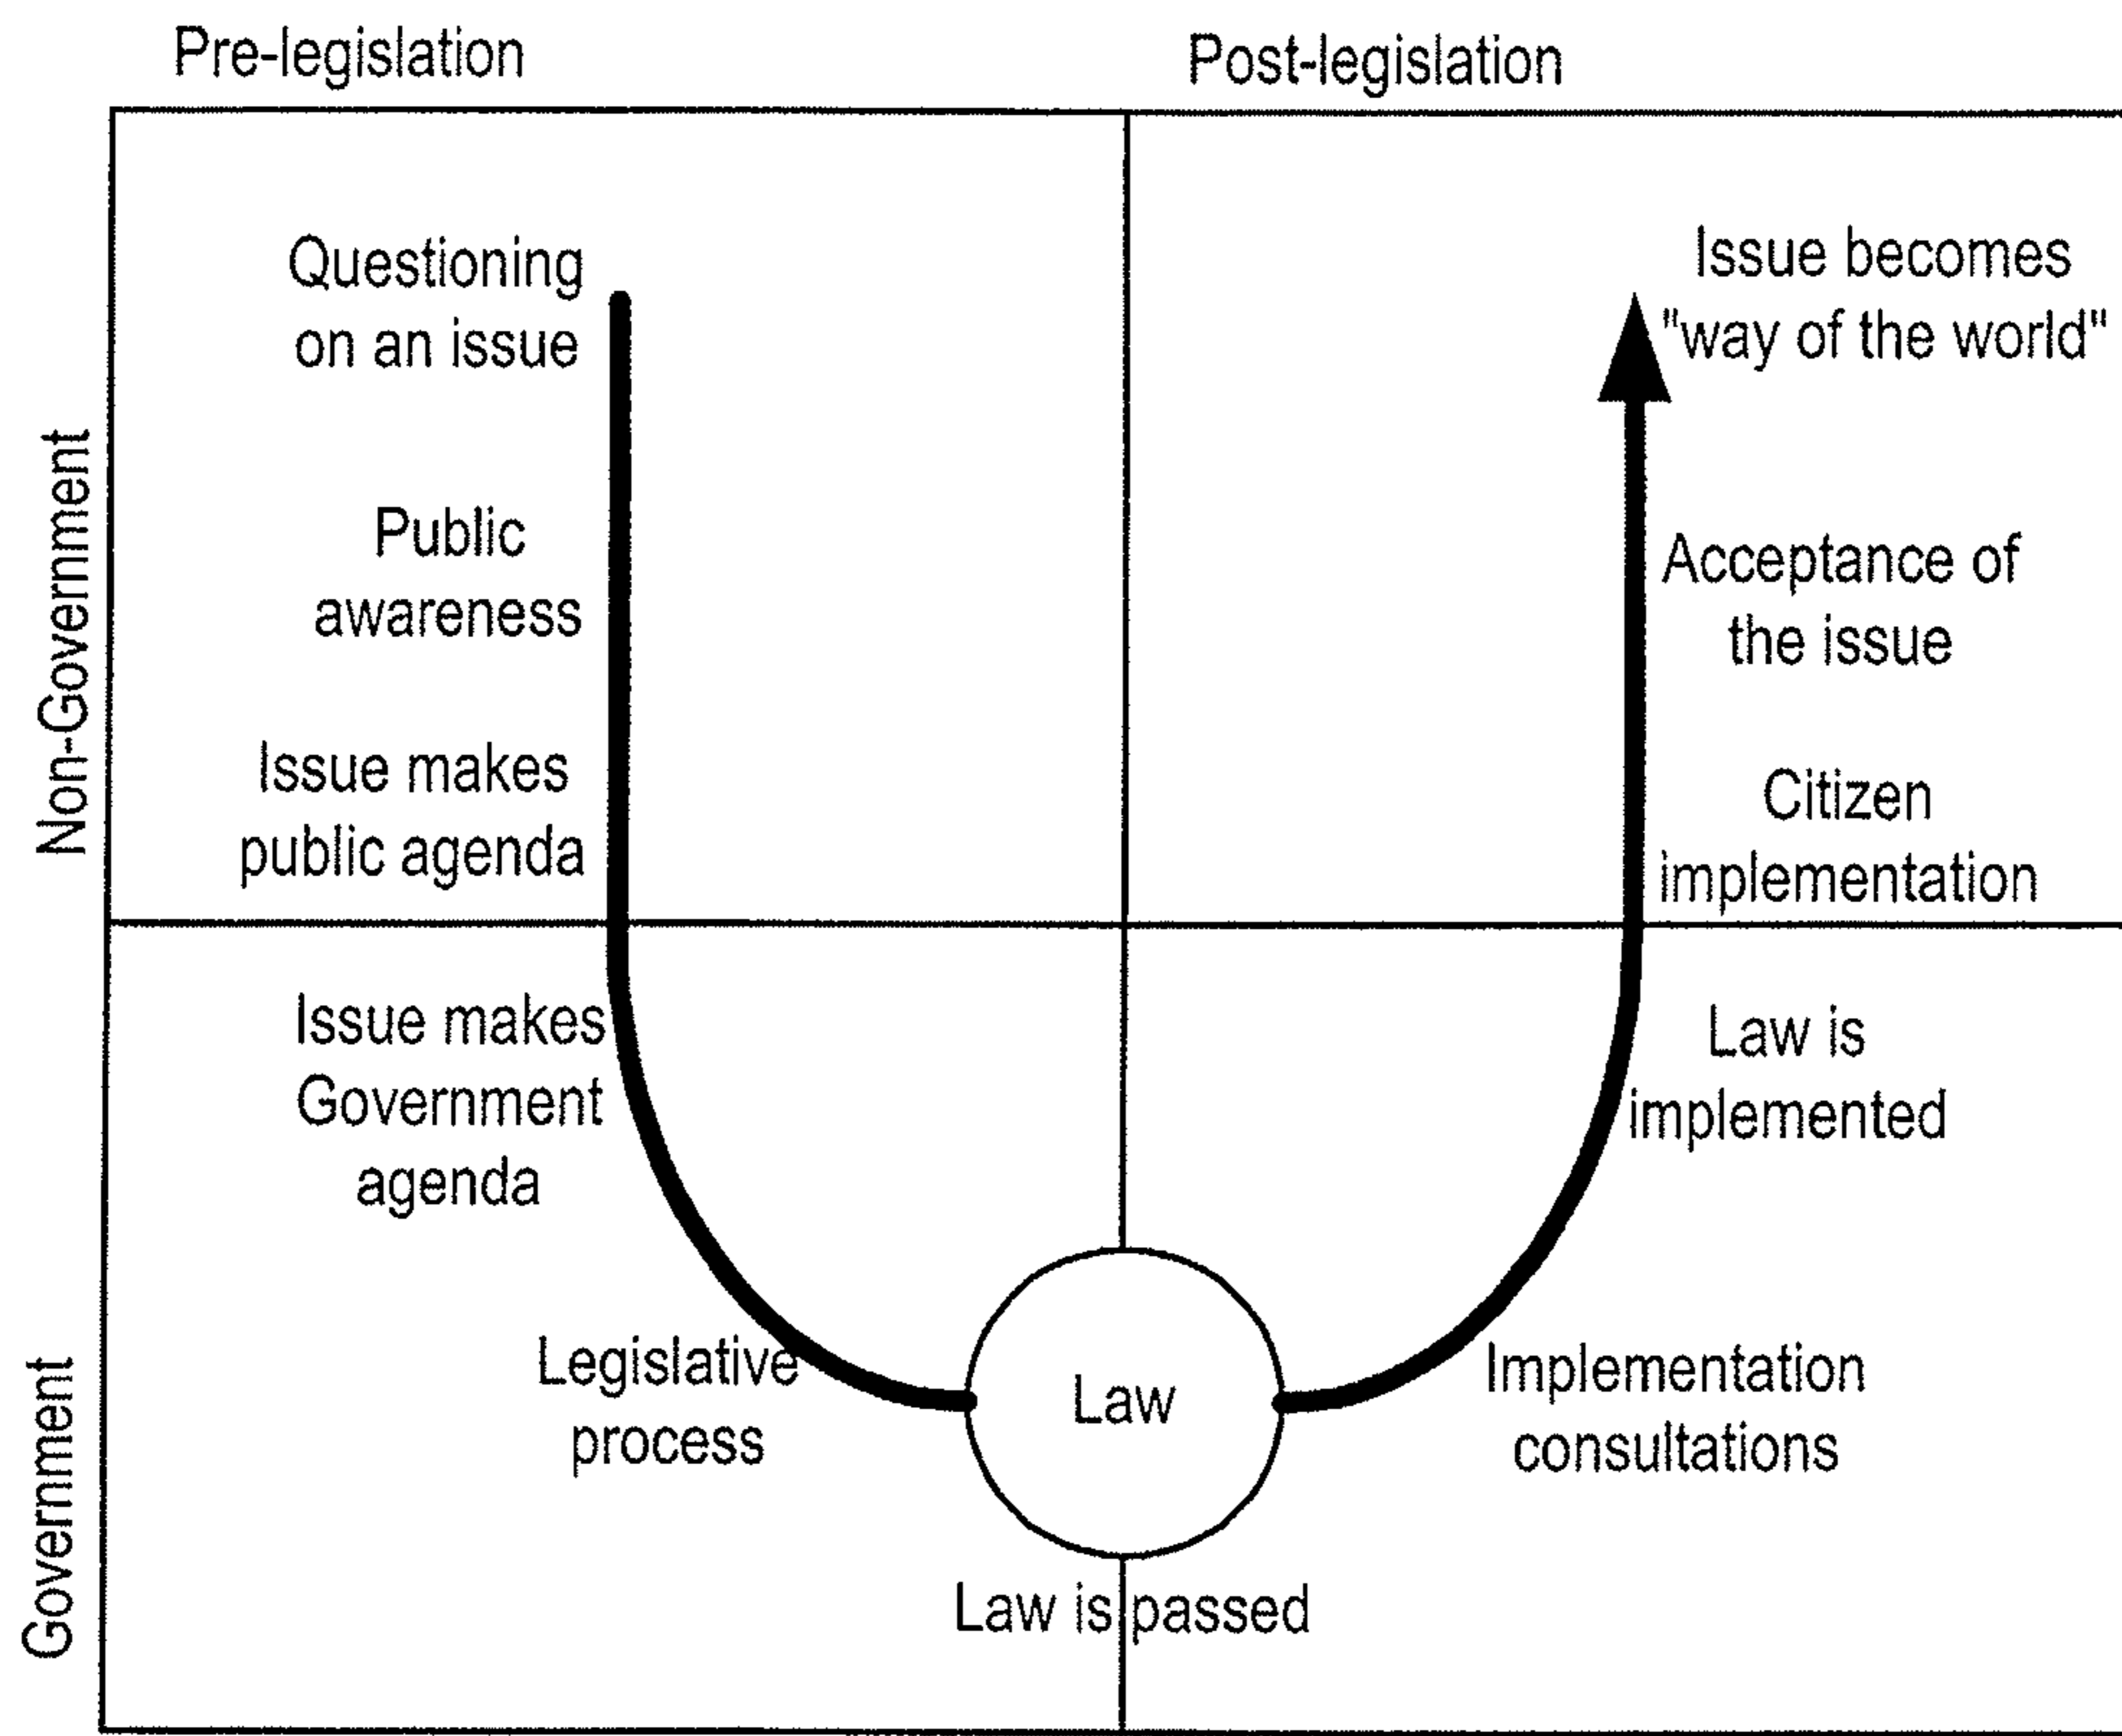 Pre-legislation
Post-legislation
Non-Government
Questioning
on an issue
Public
awareness
Issue makes
public agenda
Issue becomes
"way of the world"
Acceptance of
the issue
Citizen
implementation
Government
Issue makes
Government
agenda
Legislative
process
Law
Law is passed
Law is
implemented
Implementation
consultations